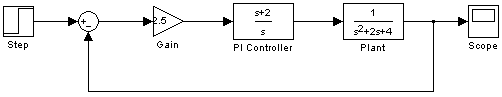 +
−
2.5
s+2
s
1
s²+2s+4
Step
Gain
PI Controller
Plant
Scope